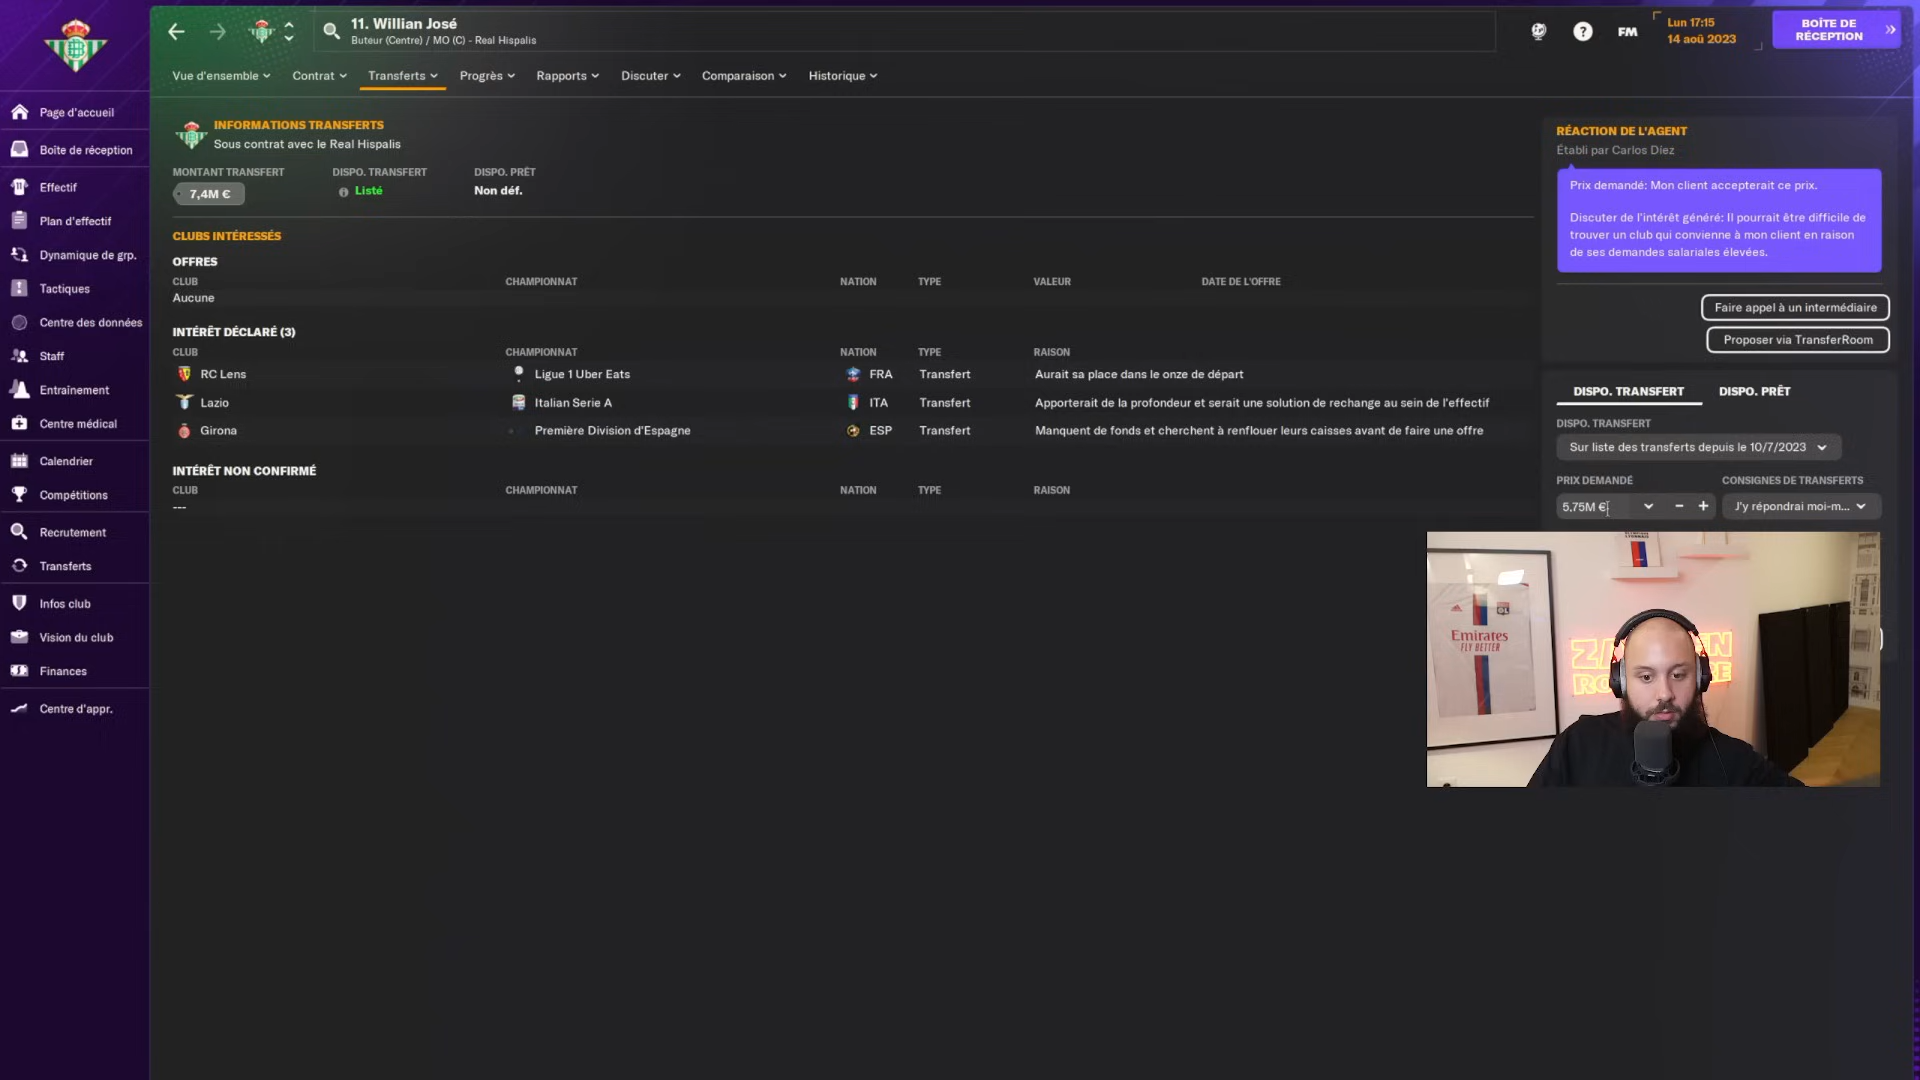 11. Willian José
Buteur (Centre) / MO (C) - Real Hispalis
FM
Lun 17:15
14 aoû 2023
BOÎTE DE
RÉCEPTION
Vue d'ensemble
Contrat
Transferts
Progrès
Rapports
Discuter
Comparaison
Historique
Page d'accueil
Boîte de réception
Effectif
Plan d'effectif
Dynamique de grp.
Tactiques
Centre des données
Staff
Entraînement
Centre médical
Calendrier
Compétitions
Recrutement
Transferts
Infos club
Vision du club
Finances
Centre d'appr.
INFORMATIONS TRANSFERTS
Sous contrat avec le Real Hispalis
MONTANT TRANSFERT DISPO. TRANSFERT DISPO. PRÊT
7,4M € Listé Non déf.
CLUBS INTÉRESSÉS
OFFRES
CLUB CHAMPIONNAT NATION TYPE VALEUR DATE DE L'OFFRE
Aucune
INTÉRÊT DÉCLARÉ (3)
CLUB CHAMPIONNAT NATION TYPE RAISON
RC Lens Ligue 1 Uber Eats FRA Transfert Aurait sa place dans le onze de départ
Lazio Italian Serie A ITA Transfert Apporterait de la profondeur et serait une solution de rechange au sein de l'effectif
Girona Première Division d'Espagne ESP Transfert Manquent de fonds et cherchent à renflouer leurs caisses avant de faire une offre
INTÉRÊT NON CONFIRMÉ
CLUB CHAMPIONNAT NATION TYPE RAISON
---
RÉACTION DE L'AGENT
Établi par Carlos Díez
Prix demandé: Mon client accepterait ce prix.
Discuter de l'intérêt généré: Il pourrait être difficile de
trouver un club qui convienne à mon client en raison
de ses demandes salariales élevées.
Faire appel à un intermédiaire
Proposer via TransferRoom
DISPO. TRANSFERT DISPO. PRÊT
DISPO. TRANSFERT
Sur liste des transferts depuis le 10/7/2023
PRIX DEMANDÉ CONSIGNES DE TRANSFERTS
5.75M € J'y répondrai moi-m...
Emirates
FLY BETTER
OL